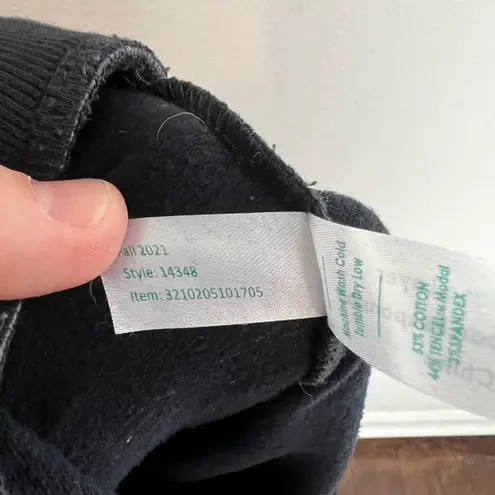 Fall 2021
Style: 14348
Item: 3210205101705
Machine Wash Cold
Tumble Dry Low
53% COTTON
44% TENCEL™ Modal
3% SPANDEX